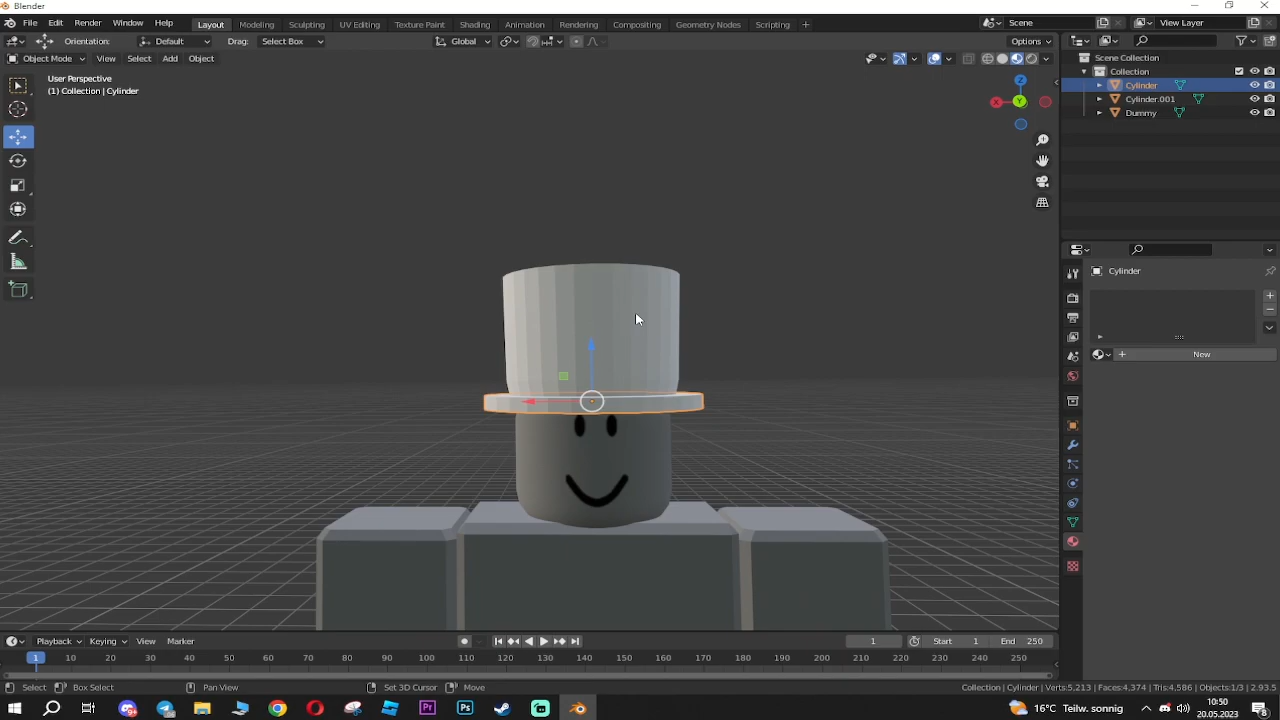 Blender
File Edit Render Window Help Layout Modeling Sculpting UV Editing Texture Paint Shading Animation Rendering Compositing Geometry Nodes Scripting + Scene View Layer
Orientation: Default Drag: Select Box Global Options
Object Mode View Select Add Object
User Perspective
(1) Collection | Cylinder
Z
X
Y
Scene Collection
Collection
Cylinder
Cylinder.001
Dummy
Cylinder
New
Playback Keying View Marker 1 Start 1 End 250
1 10 20 30 40 50 60 70 80 90 100 110 120 130 140 150 160 170 180 190 200 210 220 230 240 250
Select Box Select Pan View Set 3D Cursor Move Collection | Cylinder | Verts:5,213 | Faces:4,374 | Tris:4,586 | Objects:1/3 | 2.93.5
Pr Ps 16°C Teilw. sonnig 10:50
20.05.2023